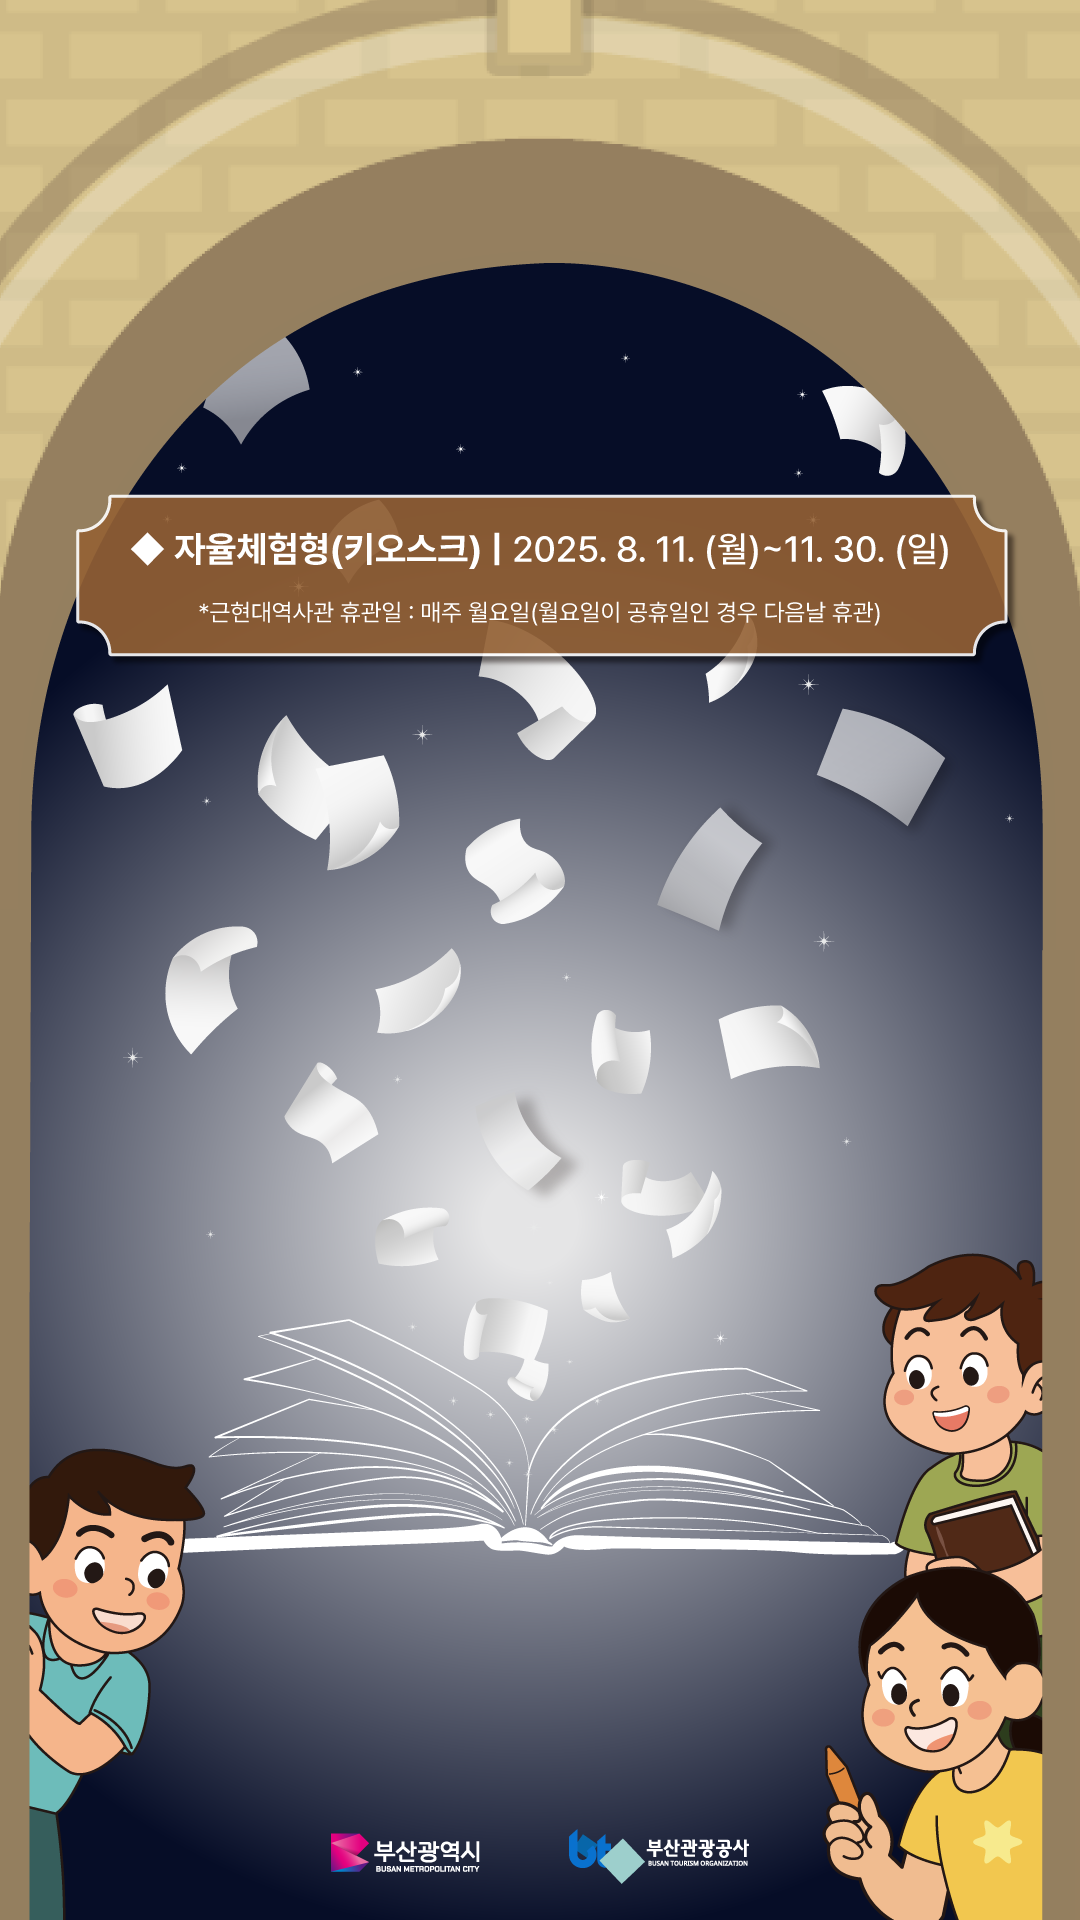 ◆ 자율체험형(키오스크) | 2025. 8. 11. (월)~11. 30. (일)
*근현대역사관 휴관일 : 매주 월요일(월요일이 공휴일인 경우 다음날 휴관)
부산광역시
BUSAN METROPOLITAN CITY
bt
부산관광공사
BUSAN TOURISM ORGANIZATION